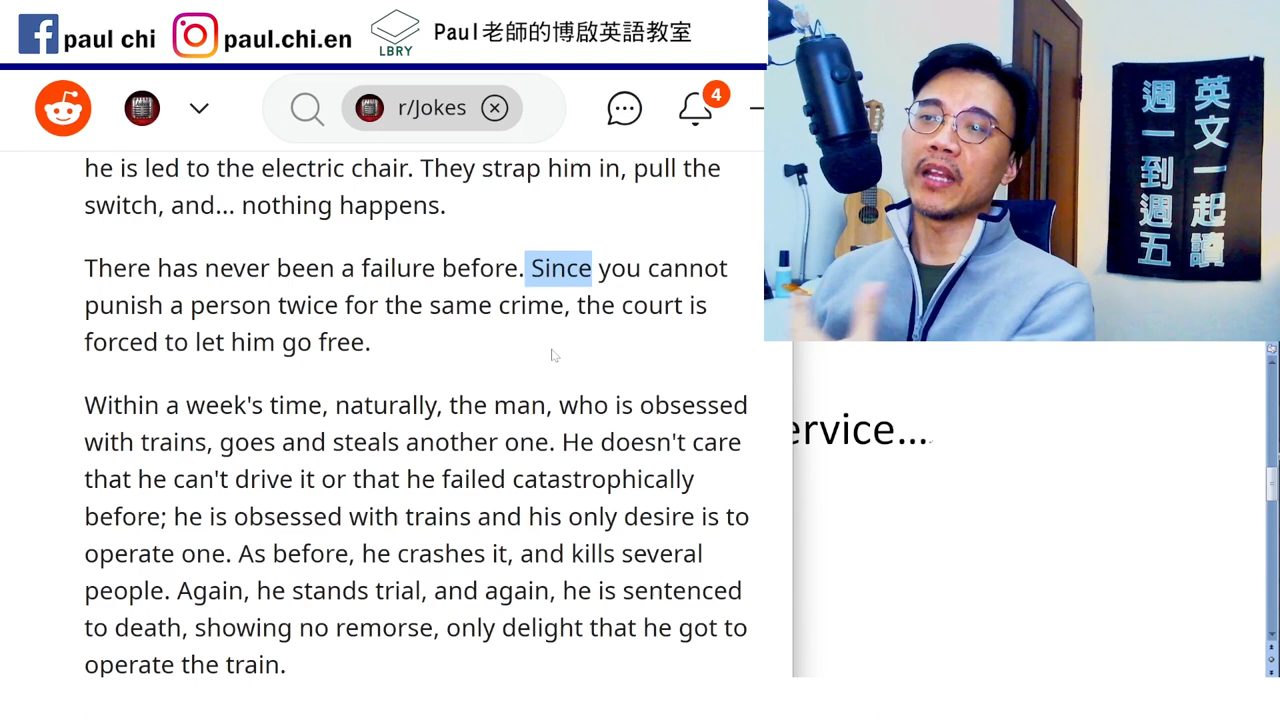 paul chi
paul.chi.en
LBRY
Paul老師的博啟英語教室
r/Jokes
4
he is led to the electric chair. They strap him in, pull the
switch, and... nothing happens.
There has never been a failure before. Since you cannot
punish a person twice for the same crime, the court is
forced to let him go free.
Within a week's time, naturally, the man, who is obsessed
with trains, goes and steals another one. He doesn't care
that he can't drive it or that he failed catastrophically
before; he is obsessed with trains and his only desire is to
operate one. As before, he crashes it, and kills several
people. Again, he stands trial, and again, he is sentenced
to death, showing no remorse, only delight that he got to
operate the train.
英文一起讀
週一到週五
ervice...